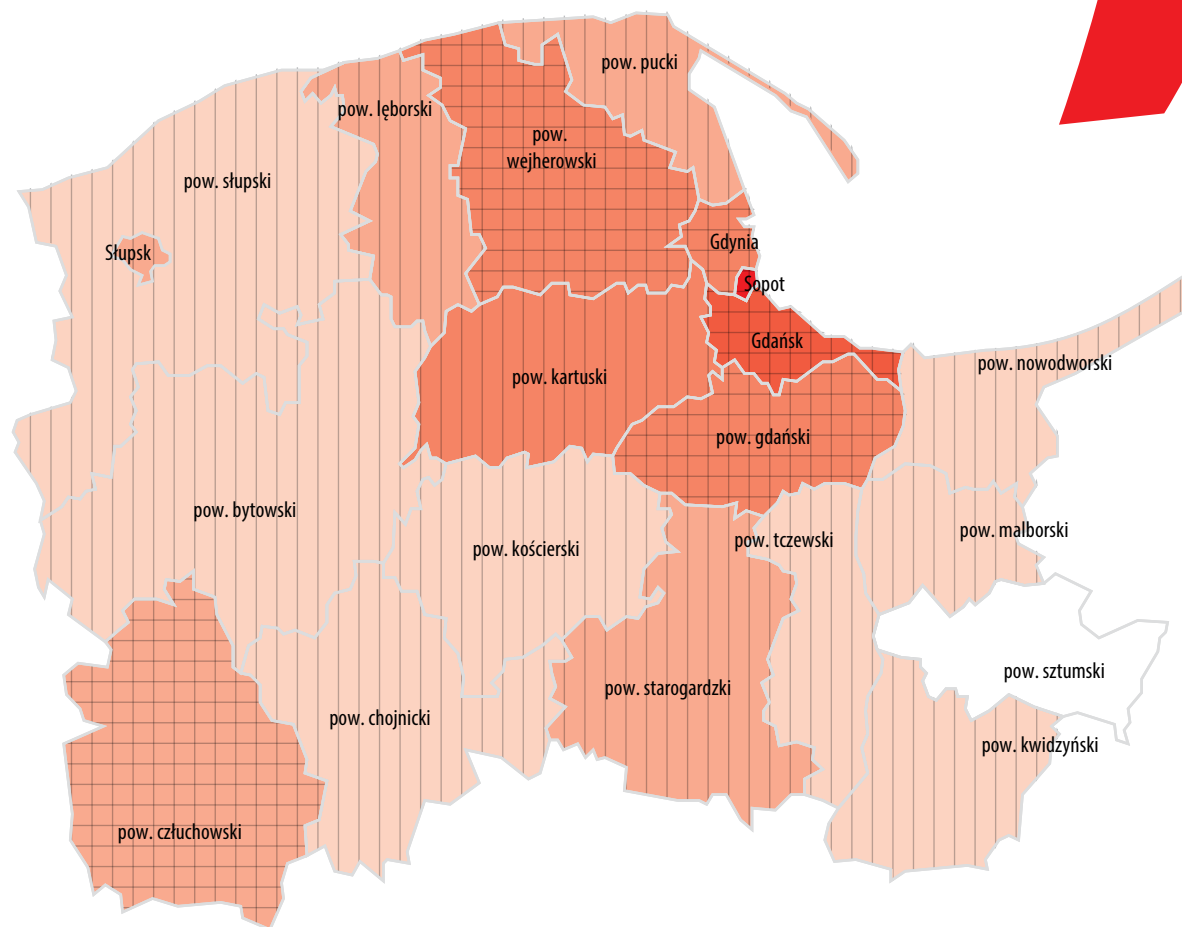 pow. pucki
pow. lęborski
pow.
wejherowski
pow. słupski
Gdynia
Słupsk
Sopot
Gdańsk
pow. nowodworski
pow. kartuski
pow. gdański
pow. bytowski
pow. malborski
pow. tczewski
pow. kościerski
pow. sztumski
pow. starogardzki
pow. chojnicki
pow. kwidzyński
pow. człuchowski